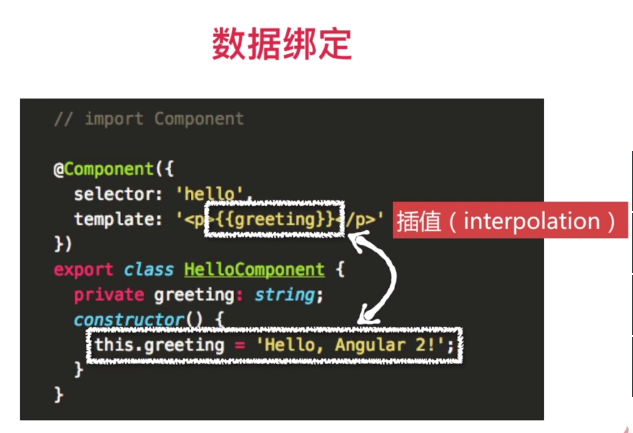 数据绑定
// import Component
@Component({
selector: 'hello',
template: '<p>{{greeting}}</p>'
插值（interpolation）
})
export class HelloComponent {
private greeting: string;
constructor() {
this.greeting = 'Hello, Angular 2!';
}
}